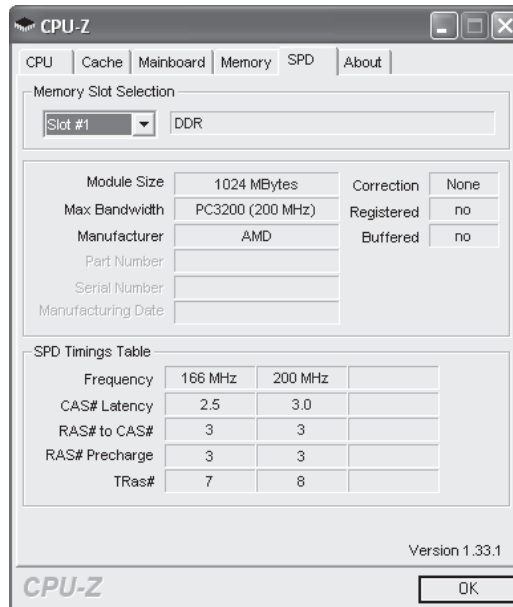 CPU-Z
CPU Cache Mainboard Memory SPD About
Memory Slot Selection
Slot #1 DDR
Module Size 1024 MBytes Correction None
Max Bandwidth PC3200 (200 MHz) Registered no
Manufacturer AMD Buffered no
Part Number
Serial Number
Manufacturing Date
SPD Timings Table
Frequency 166 MHz 200 MHz
CAS# Latency 2.5 3.0
RAS# to CAS# 3 3
RAS# Precharge 3 3
TRas# 7 8
Version 1.33.1
CPU-Z OK